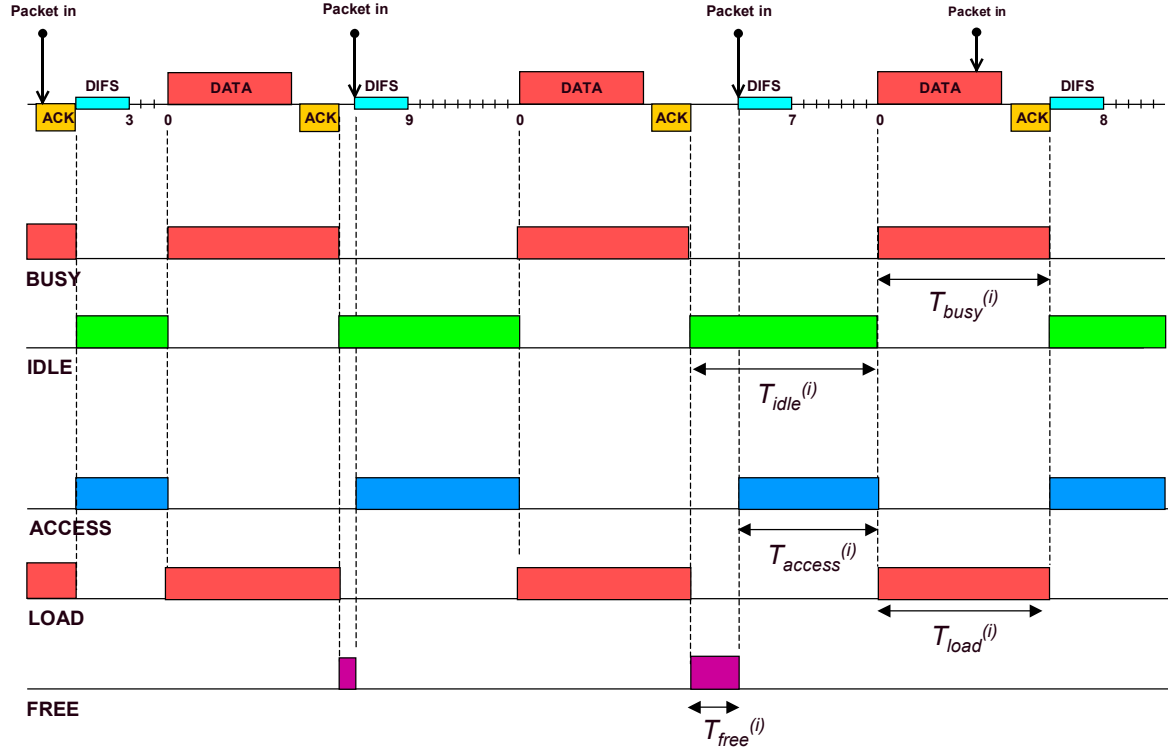 Packet in Packet in Packet in Packet in
DIFS DATA DIFS DATA DIFS DATA DIFS
ACK 3 0 ACK 9 0 ACK 7 0 ACK 8
BUSY
T_busy^(i)
IDLE
T_idle^(i)
ACCESS
T_access^(i)
LOAD
T_load^(i)
FREE
T_free^(i)